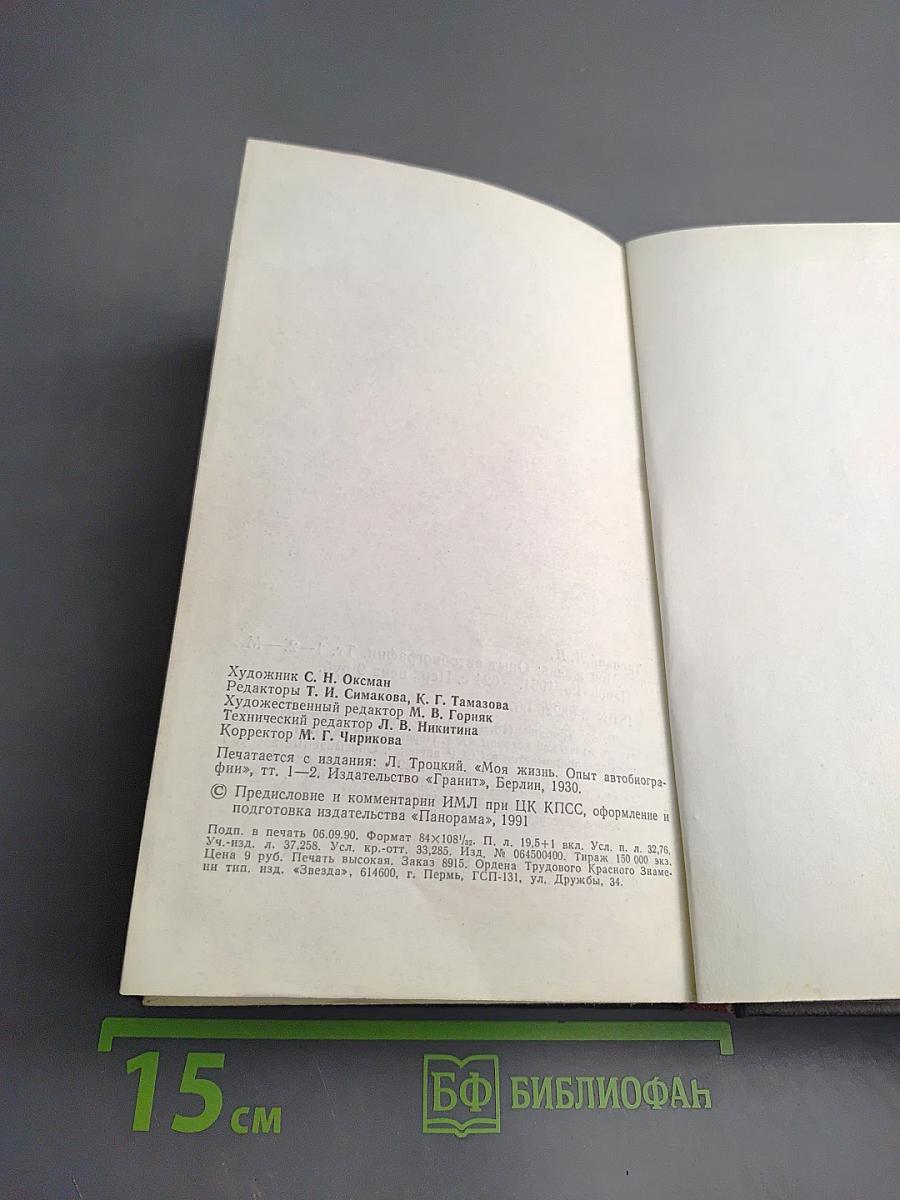 Художник С. Н. Оксман
Редакторы Т. И. Симакова, К. Г. Тамазова
Художественный редактор М. В. Горняк
Технический редактор Л. В. Никитина
Корректор М. Г. Чирикова
Печатается с издания: Л. Троцкий. «Моя жизнь. Опыт автобиогра-
фии», тт. 1—2. Издательство «Гранит», Берлин, 1930.
© Предисловие и комментарии ИМЛ при ЦК КПСС, оформление и
подготовка издательства «Панорама», 1991
Подп. в печать 06.09.90. Формат 84×108¹/₃₂. П. л. 19,5+1 вкл. Усл. п. л. 32,76.
Уч.-изд. л. 37,258. Усл. кр.-отт. 33,285. Изд. № 064500400. Тираж 150 000 экз.
Цена 9 руб. Печать высокая. Заказ 8915. Ордена Трудового Красного Знаме-
ни тип. изд. «Звезда», 614600, г. Пермь, ГСП-131, ул. Дружбы, 34.
15 см
БФ БИБЛИОФАН